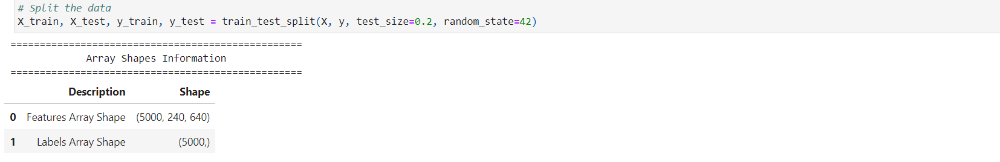 # Split the data
X_train, X_test, y_train, y_test = train_test_split(X, y, test_size=0.2, random_state=42)
==================================================
Array Shapes Information
==================================================
Description Shape
0 Features Array Shape (5000, 240, 640)
1 Labels Array Shape (5000,)